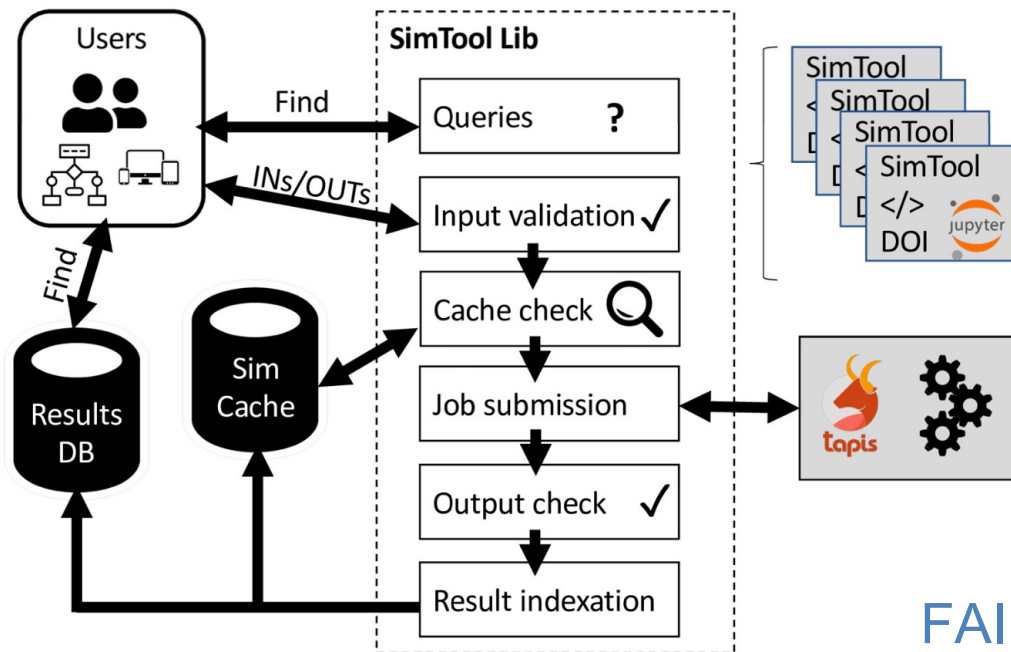 Users
SimTool Lib
Find
Queries ?
INs/OUTs
Input validation ✓
Find
Cache check
Sim
Cache
Results
DB
Job submission
Output check ✓
Result indexation
SimTool
<
D
SimTool
<
D
SimTool
<
D
SimTool
</>
DOI
jupyter
tapis
FAI